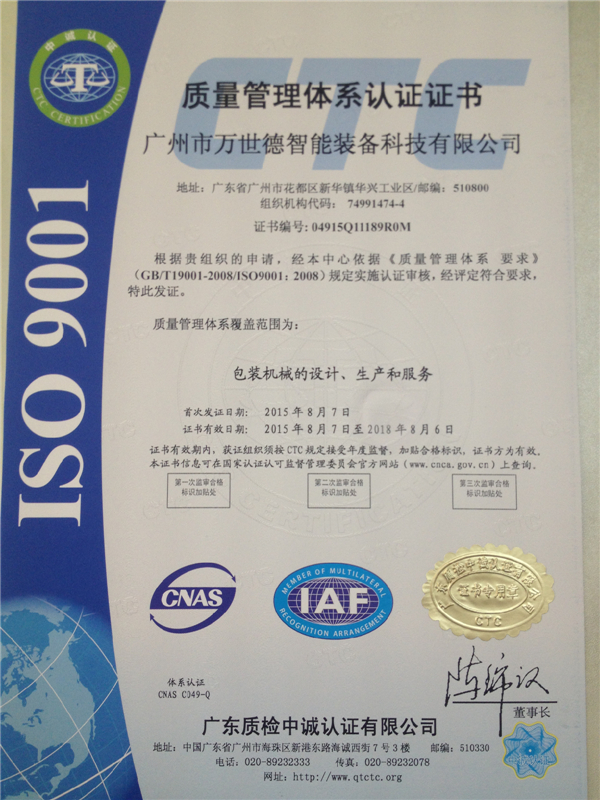 中诚认证
CTC CERTIFICATION
CTC
ISO 9001
质量管理体系认证证书
广州市万世德智能装备科技有限公司
地址：广东省广州市花都区新华镇华兴工业区/邮编：510800
组织机构代码： 74991474-4
证书编号: 04915Q11189R0M
根据贵组织的申请，经本中心依据《质量管理体系 要求》
（GB/T19001-2008/ISO9001：2008）规定实施认证审核，经评定符合要求，
特此发证。
质量管理体系覆盖范围为：
包装机械的设计、生产和服务
首次发证日期： 2015年8月7日
证书有效日期： 2015年8月7日至2018年8月6日
证书有效期内，获证组织须按CTC规定接受年度监督，加贴合格标识，证书方为有效。
本证书信息可在国家认证认可监督管理委员会官方网站（www.cnca.gov.cn）上查询。
第一次监审合格
标识加贴处
第二次监审合格
标识加贴处
第三次监审合格
标识加贴处
CNAS
MEMBER OF MULTILATERAL
IAF
RECOGNITION ARRANGEMENT
广东质检中诚认证有限公司
证书专用章
CTC
体系认证
CNAS C049-Q
董事长
广东质检中诚认证有限公司
地址：中国广东省广州市海珠区新港东路海诚西街7号3楼 邮编：510330
电话：020-89232333 传真：020-89232078
网址：http://www.qtctc.org